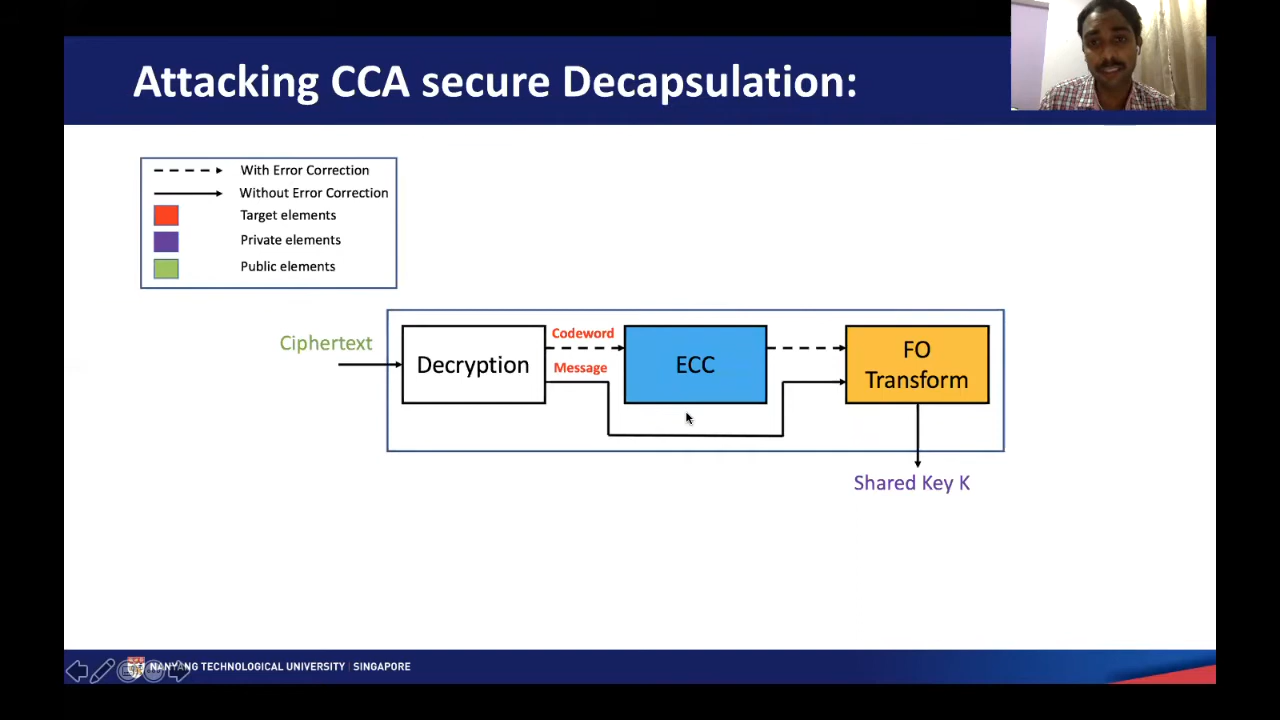 Attacking CCA secure Decapsulation:
With Error Correction
Without Error Correction
Target elements
Private elements
Public elements
Ciphertext
Decryption
Codeword
Message
ECC
FO
Transform
Shared Key K
NANYANG TECHNOLOGICAL UNIVERSITY | SINGAPORE